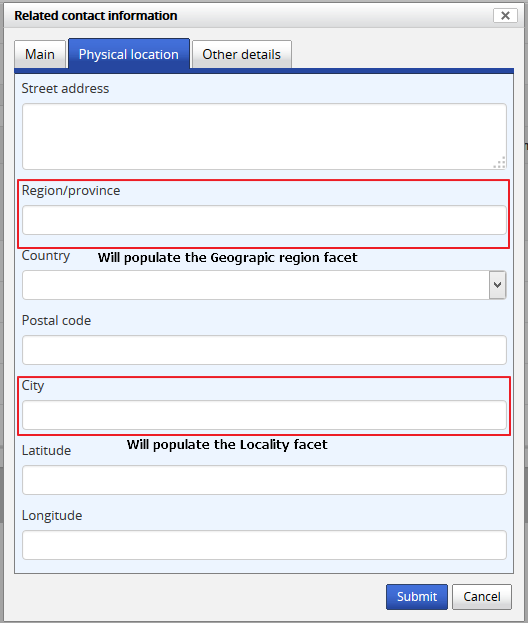 Related contact information
Main
Physical location
Other details
Street address
Region/province
Country
Will populate the Geograpic region facet
Postal code
City
Will populate the Locality facet
Latitude
Longitude
Submit
Cancel